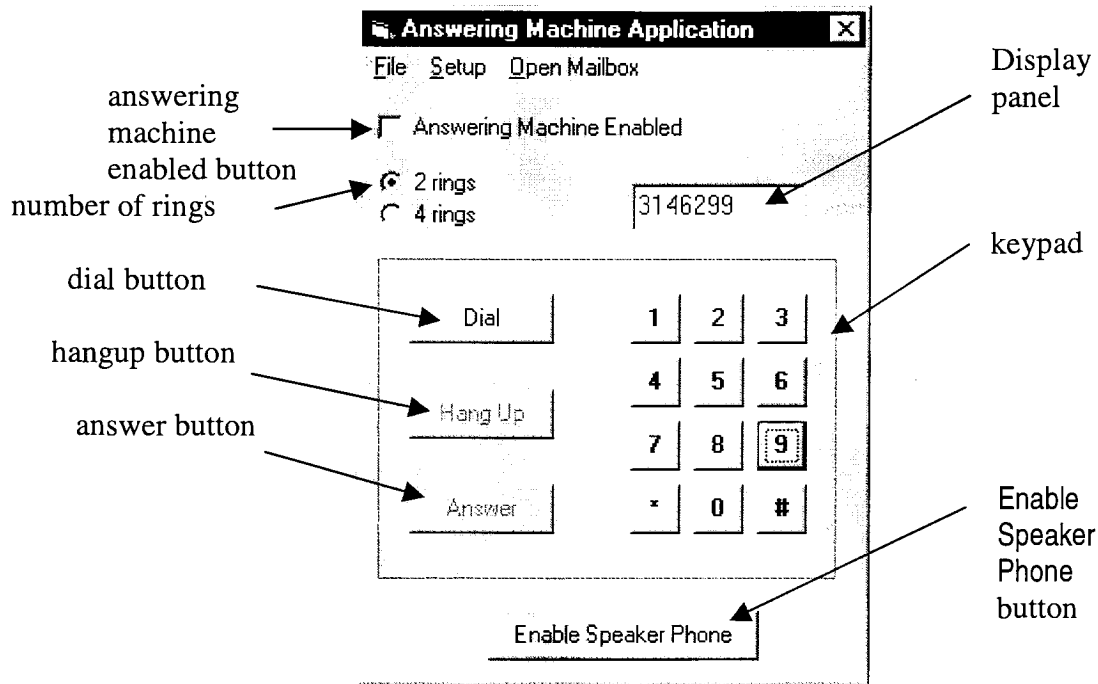 Answering Machine Application
File Setup Open Mailbox
Display
panel
answering
machine
enabled button
Answering Machine Enabled
number of rings
2 rings
4 rings
3146299
keypad
dial button
Dial
1 2 3
hangup button
Hang Up
4 5 6
answer button
7 8 9
Answer
* 0 #
Enable
Speaker
Phone
button
Enable Speaker Phone